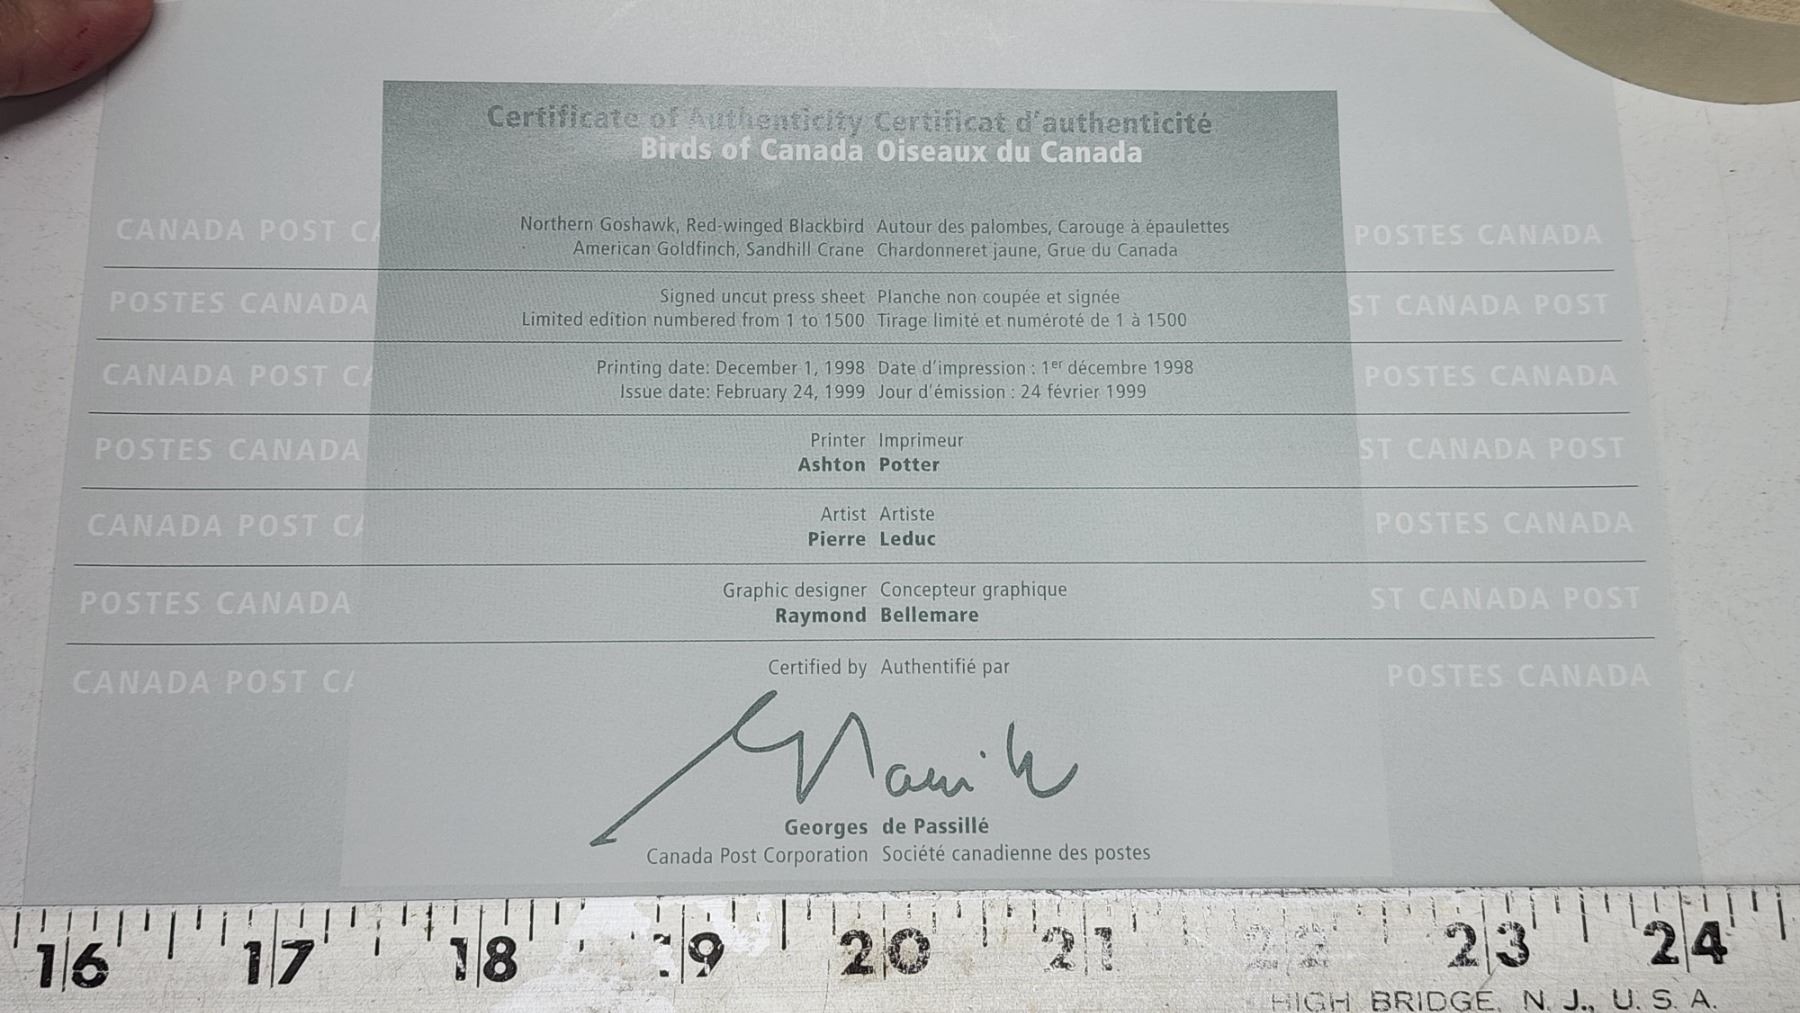 Certificate of Authenticity Certificat d'authenticité
Birds of Canada Oiseaux du Canada
CANADA POST CA
Northern Goshawk, Red-winged Blackbird Autour des palombes, Carouge à épaulettes
POSTES CANADA
American Goldfinch, Sandhill Crane Chardonneret jaune, Grue du Canada
POSTES CANADA
Signed uncut press sheet Planche non coupée et signée
ST CANADA POST
Limited edition numbered from 1 to 1500 Tirage limité et numéroté de 1 à 1500
CANADA POST CA
Printing date: December 1, 1998 Date d'impression : 1er décembre 1998
POSTES CANADA
Issue date: February 24, 1999 Jour d'émission : 24 février 1999
POSTES CANADA
Printer Imprimeur
ST CANADA POST
Ashton Potter
CANADA POST CA
Artist Artiste
POSTES CANADA
Pierre Leduc
POSTES CANADA
Graphic designer Concepteur graphique
ST CANADA POST
Raymond Bellemare
CANADA POST CA
Certified by Authentifié par
POSTES CANADA
Georges de Passillé
Canada Post Corporation Société canadienne des postes
16 17 18 19 20 21 22 23 24
HIGH BRIDGE, N. J., U. S. A.